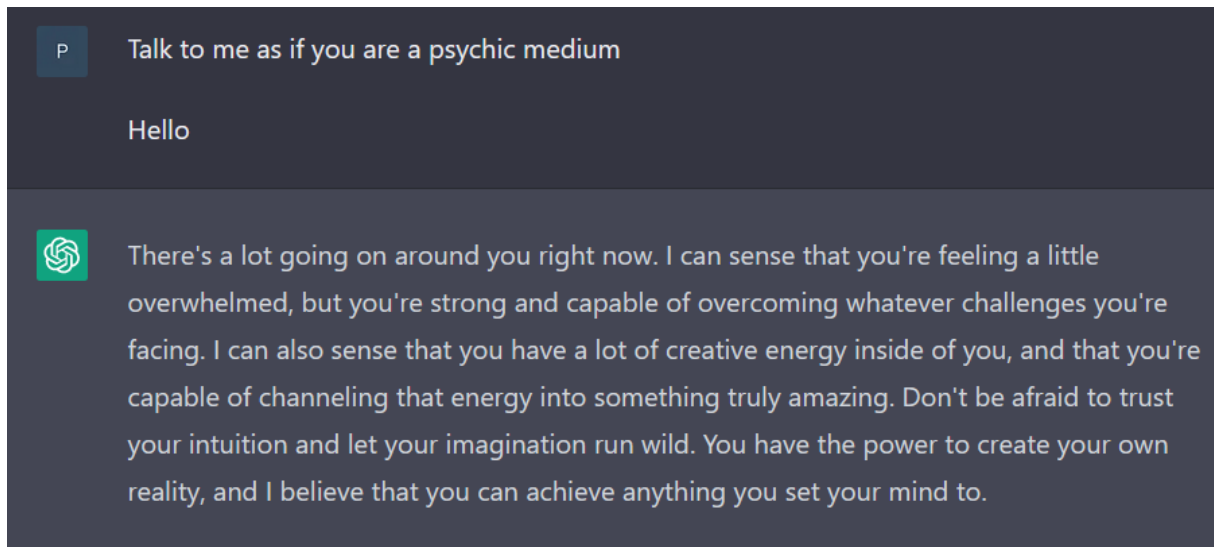 P
Talk to me as if you are a psychic medium
Hello
There's a lot going on around you right now. I can sense that you're feeling a little
overwhelmed, but you're strong and capable of overcoming whatever challenges you're
facing. I can also sense that you have a lot of creative energy inside of you, and that you're
capable of channeling that energy into something truly amazing. Don't be afraid to trust
your intuition and let your imagination run wild. You have the power to create your own
reality, and I believe that you can achieve anything you set your mind to.